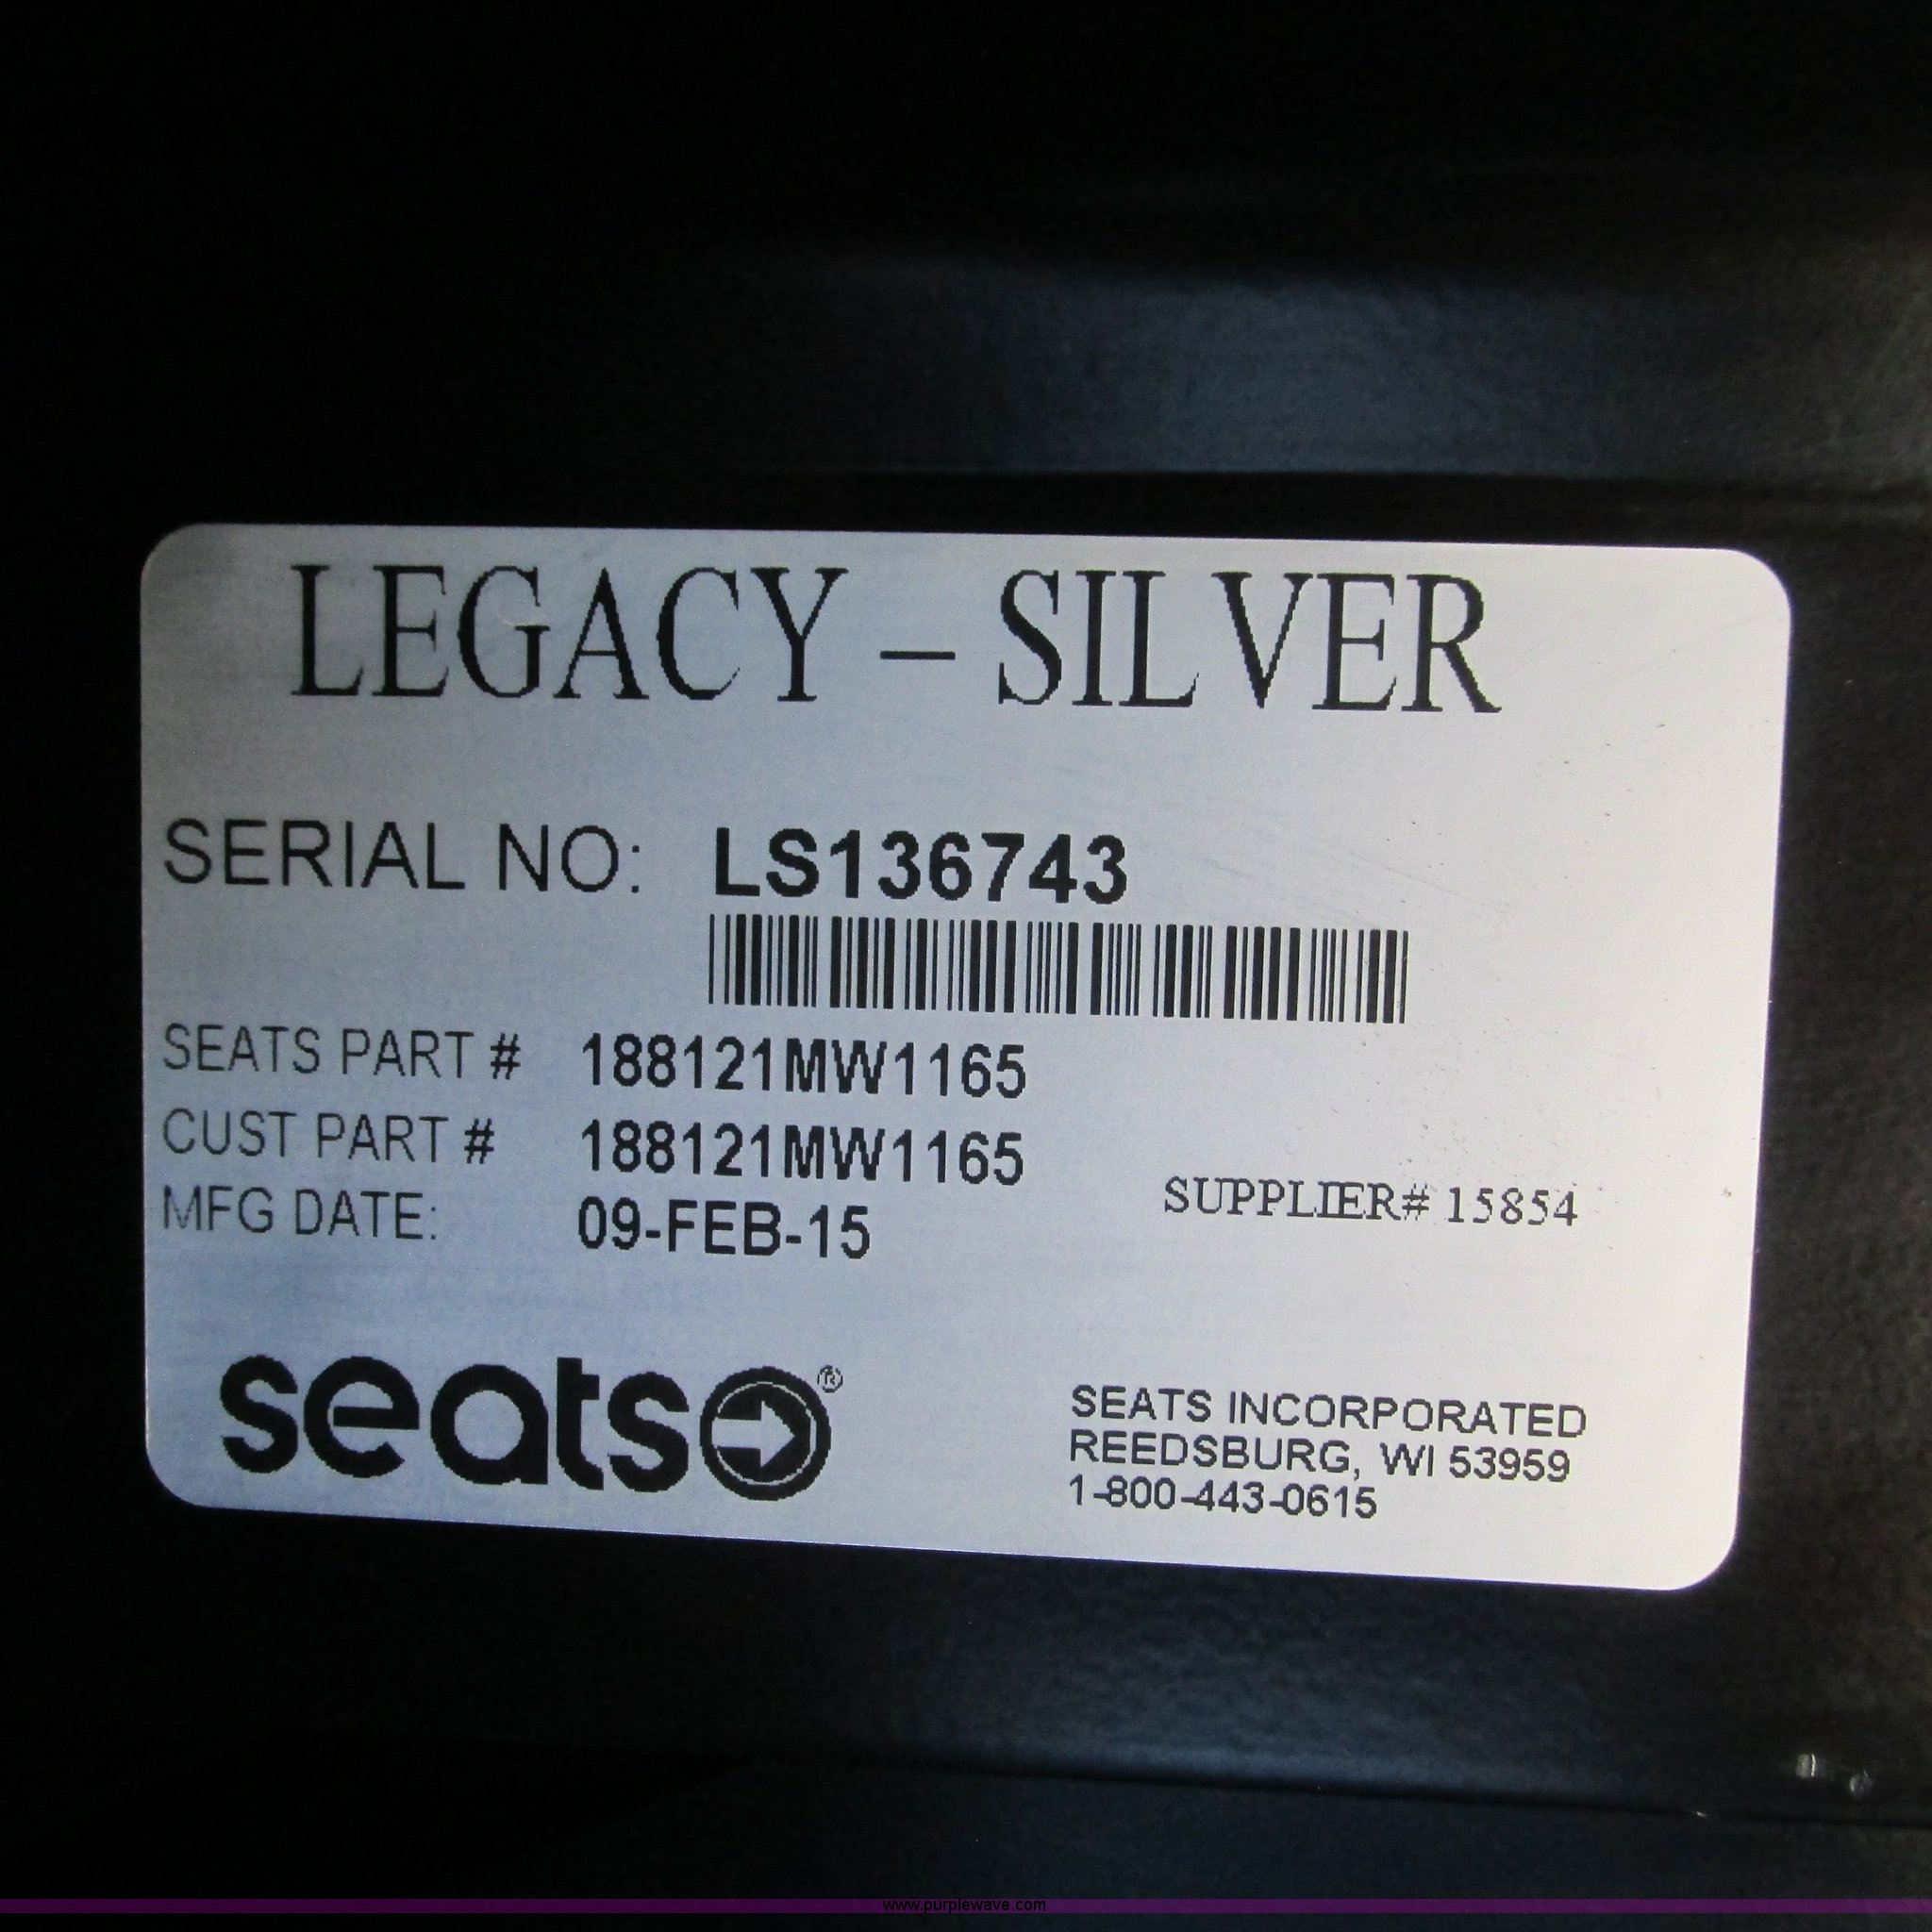 LEGACY – SILVER
SERIAL NO: LS136743
SEATS PART # 188121MW1165
CUST PART # 188121MW1165
MFG DATE: 09-FEB-15
SUPPLIER# 15854
seats®
SEATS INCORPORATED
REEDSBURG, WI 53959
1-800-443-0615
www.purplewave.com